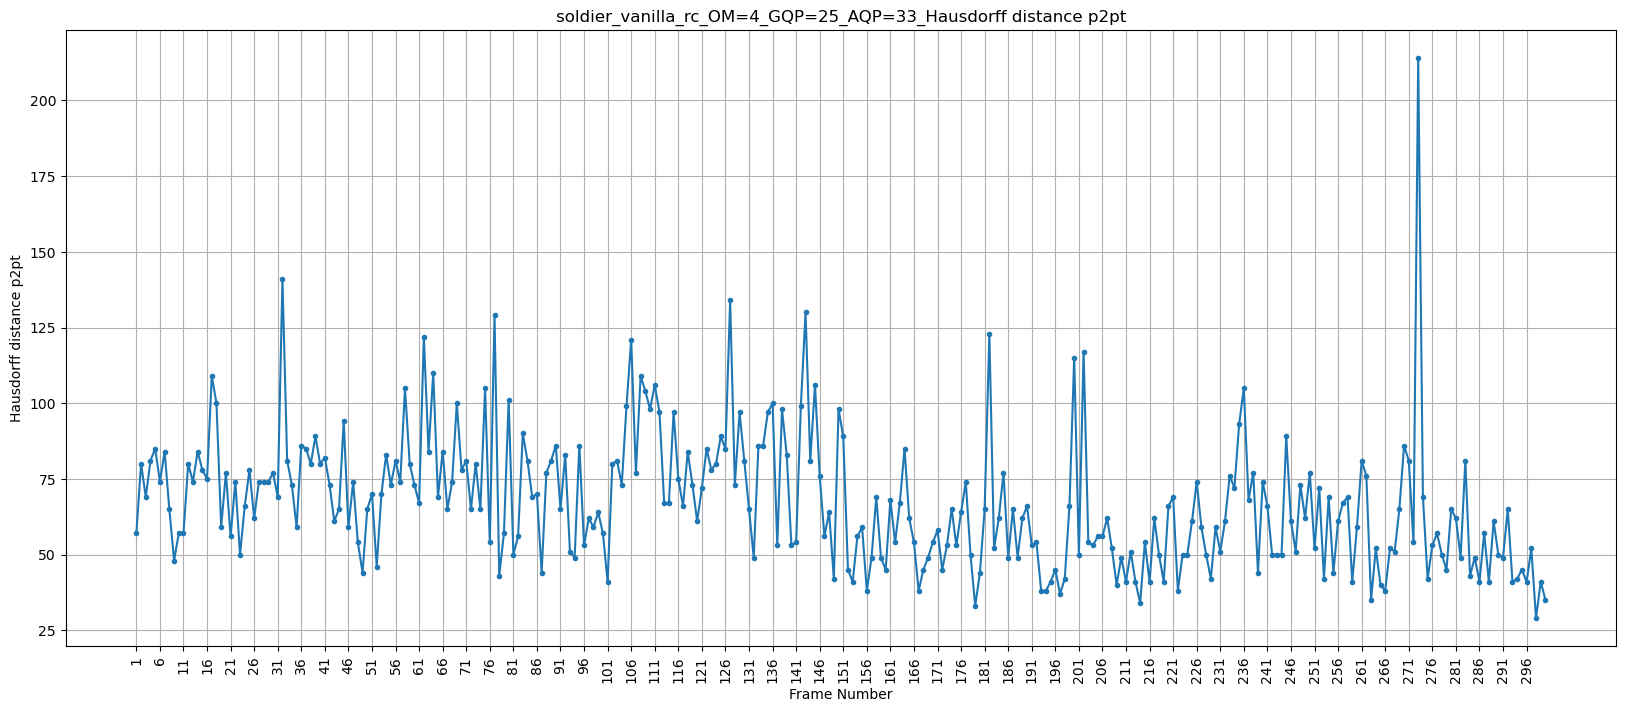 soldier_vanilla_rc_OM=4_GQP=25_AQP=33_Hausdorff distance p2pt
200
175
150
125
100
75
50
25
Hausdorff distance p2pt
1 6 11 16 21 26 31 36 41 46 51 56 61 66 71 76 81 86 91 96 101 106 111 116 121 126 131 136 141 146 151 156 161 166 171 176 181 186 191 196 201 206 211 216 221 226 231 236 241 246 251 256 261 266 271 276 281 286 291 296
Frame Number